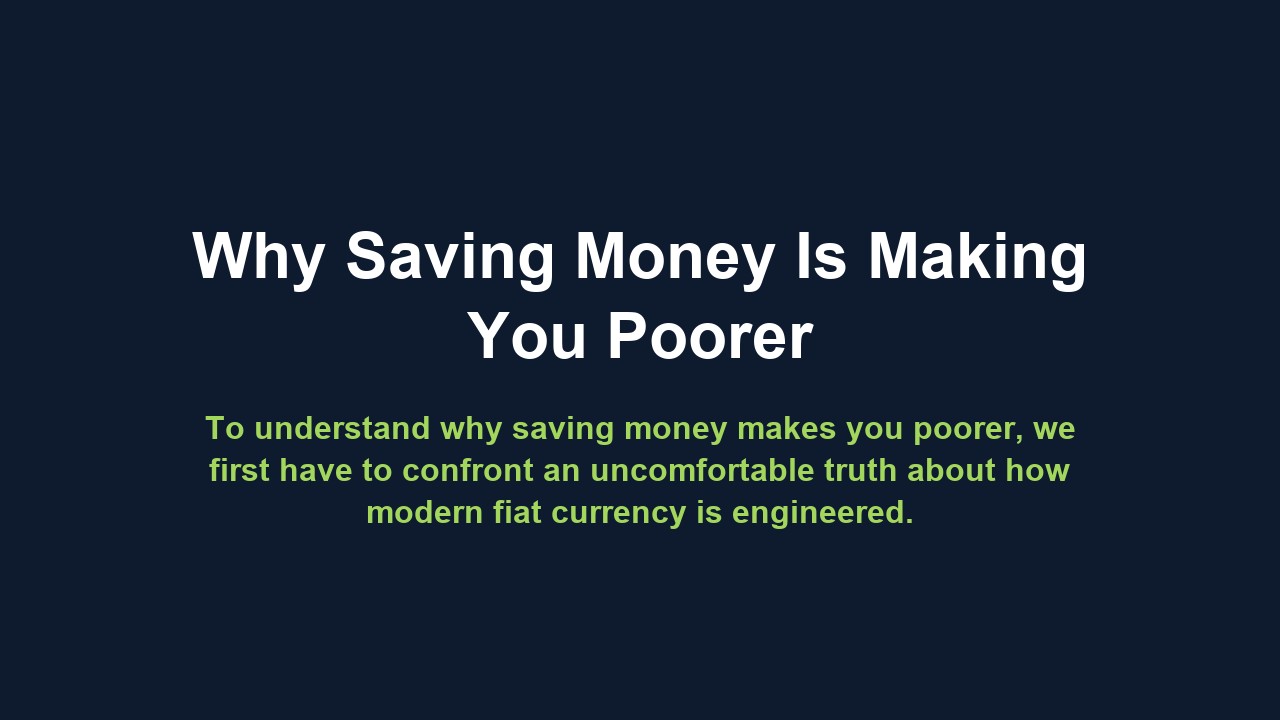 Why Saving Money Is Making
You Poorer
To understand why saving money makes you poorer, we
first have to confront an uncomfortable truth about how
modern fiat currency is engineered.